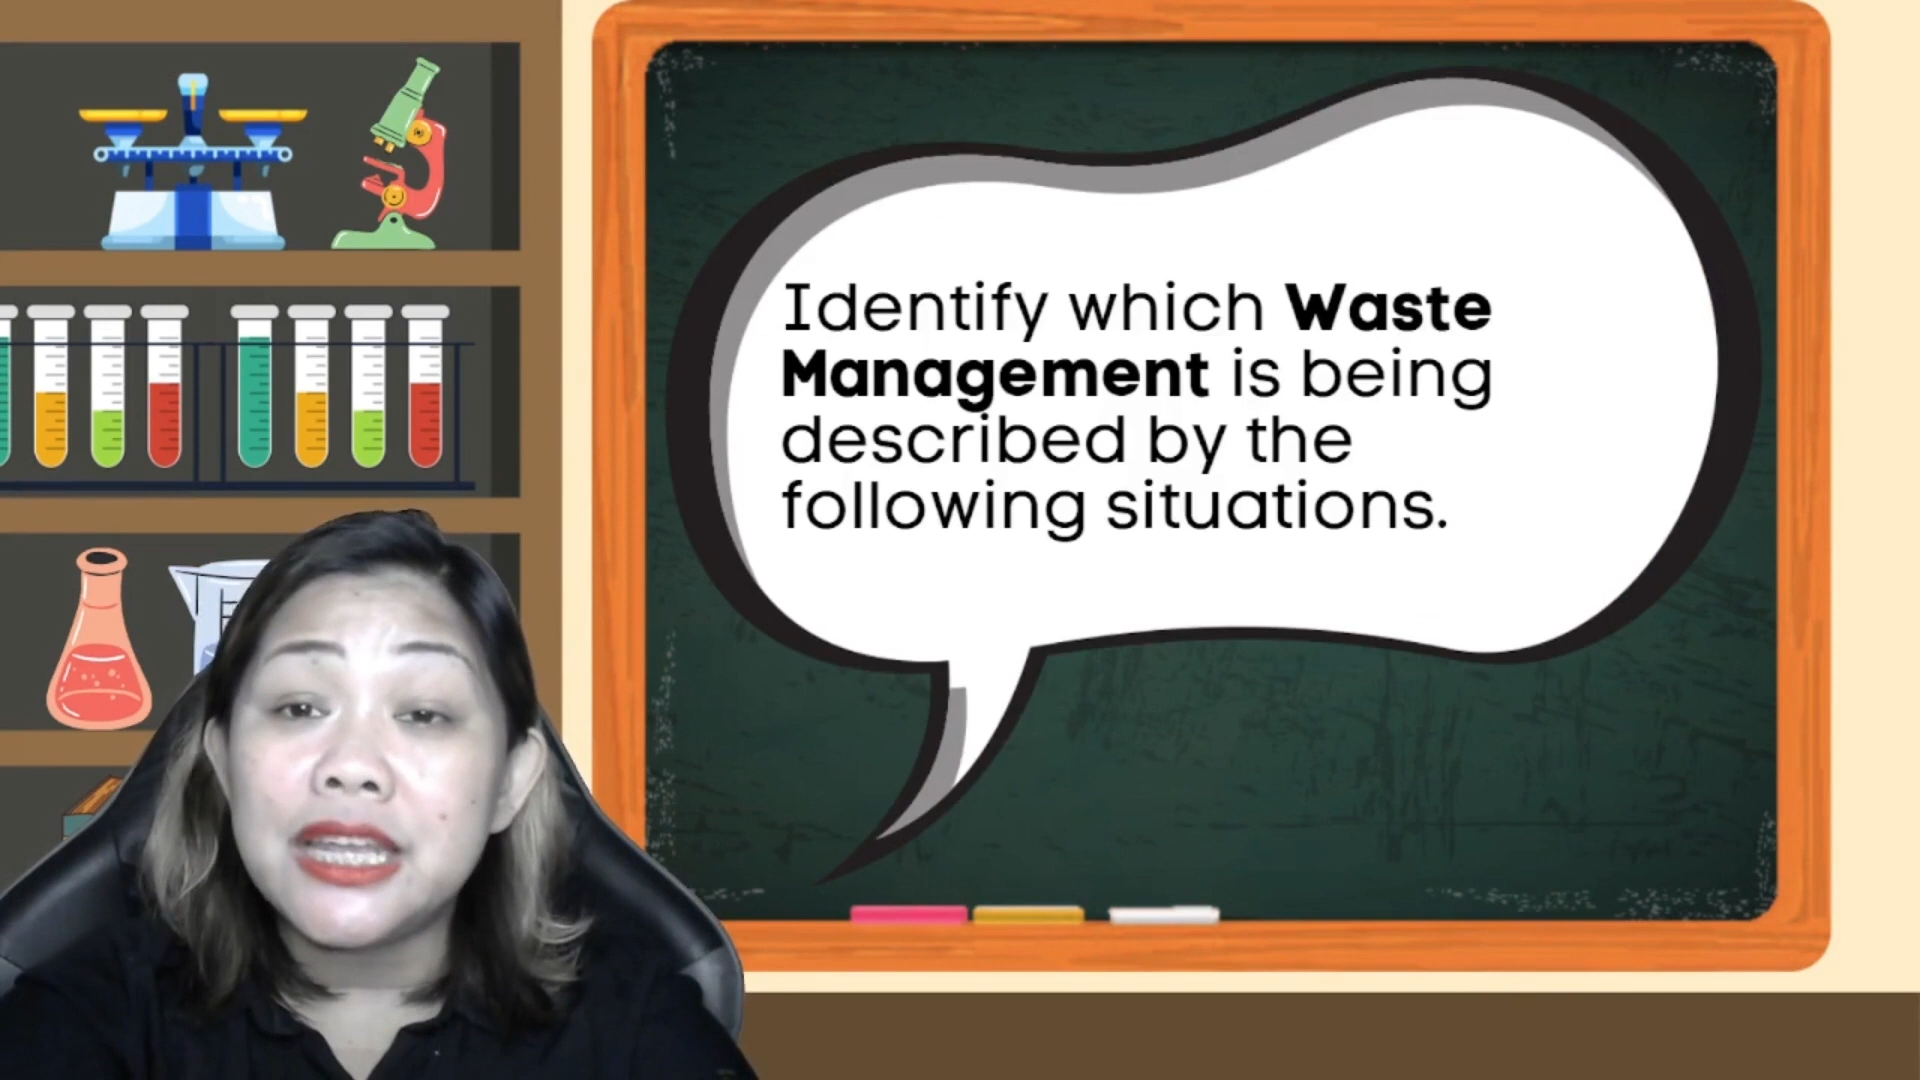 Identify which Waste
Management is being
described by the
following situations.